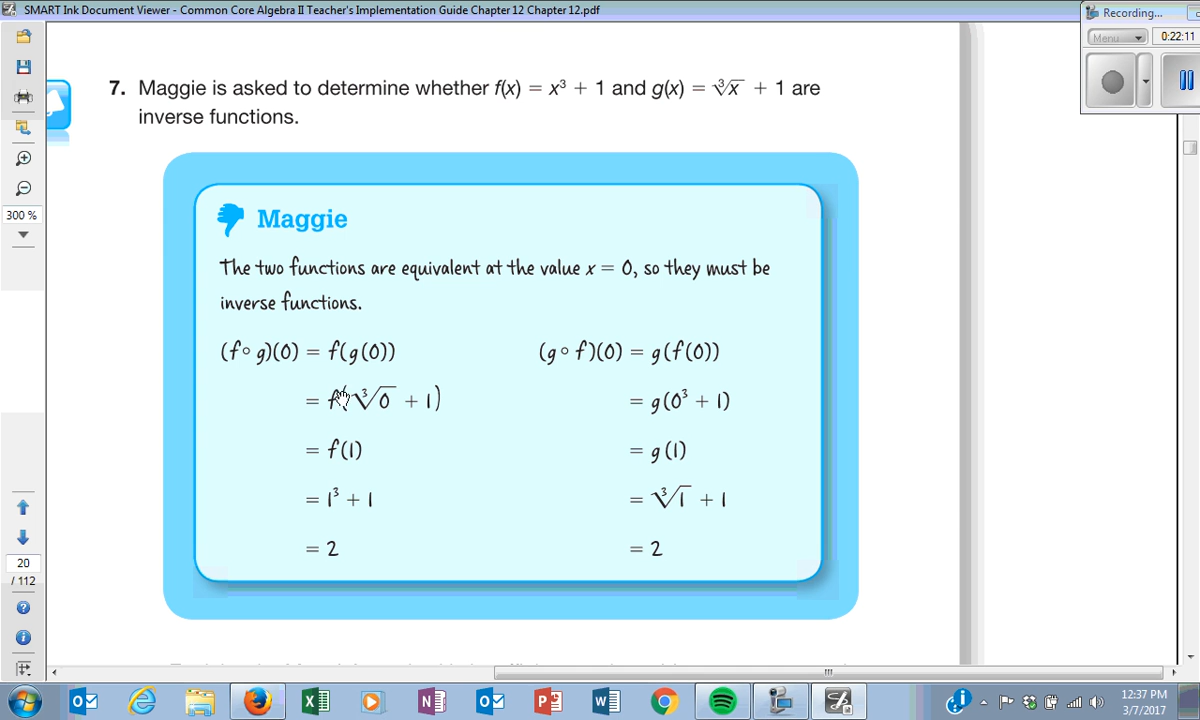 SMART Ink Document Viewer - Common Core Algebra II Teacher's Implementation Guide Chapter 12 Chapter 12.pdf
Recording...
Menu
0:22:11
7. Maggie is asked to determine whether f(x) = x³ + 1 and g(x) = ∛x + 1 are
inverse functions.
300 %
Maggie
The two functions are equivalent at the value x = 0, so they must be
inverse functions.
(f∘g)(0) = f(g(0))
= f(∛0 + 1)
= f(1)
= 1³ + 1
= 2
(g∘f)(0) = g(f(0))
= g(0³ + 1)
= g(1)
= ∛1 + 1
= 2
20
/ 112
12:37 PM
3/7/2017